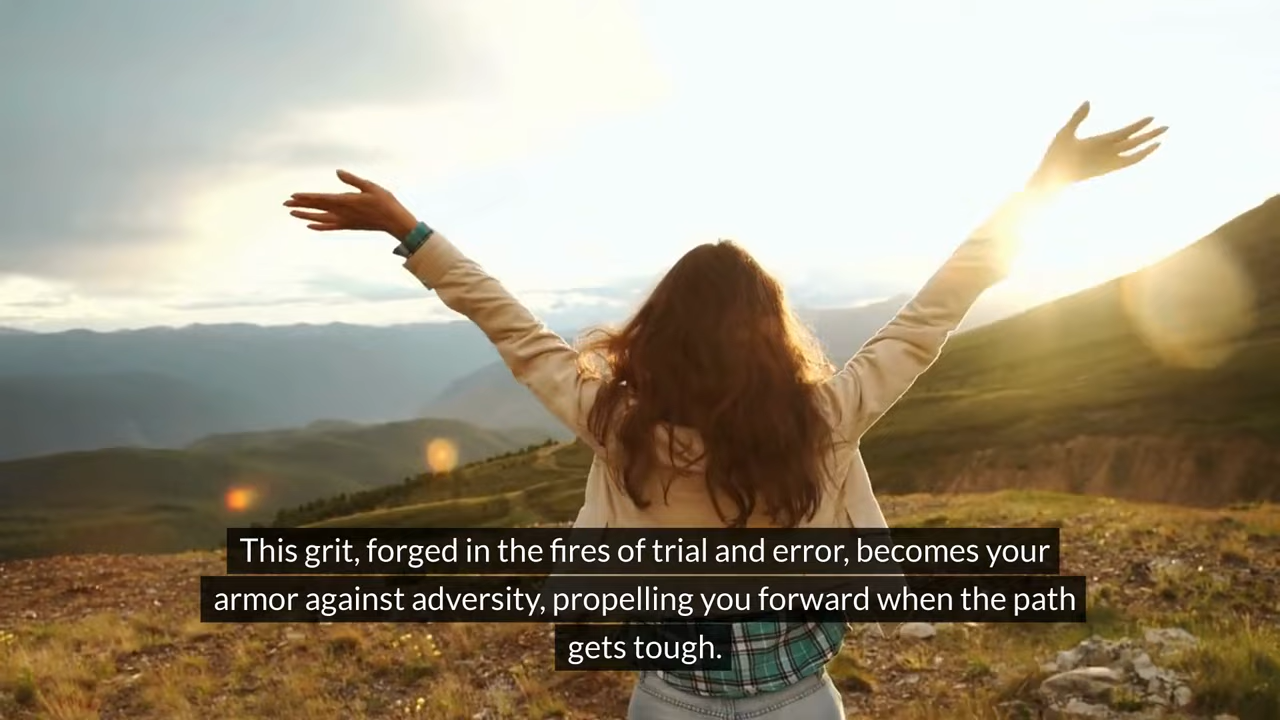 This grit, forged in the fires of trial and error, becomes your
armor against adversity, propelling you forward when the path
gets tough.